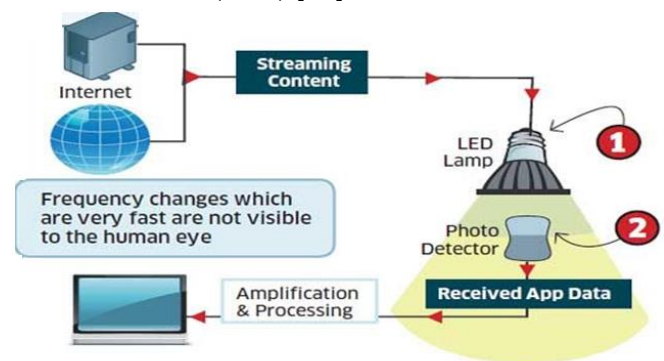 Streaming
Content
Internet
LED
Lamp
1
Frequency changes which
are very fast are not visible
to the human eye
Photo
Detector
2
Amplification
& Processing
Received App Data